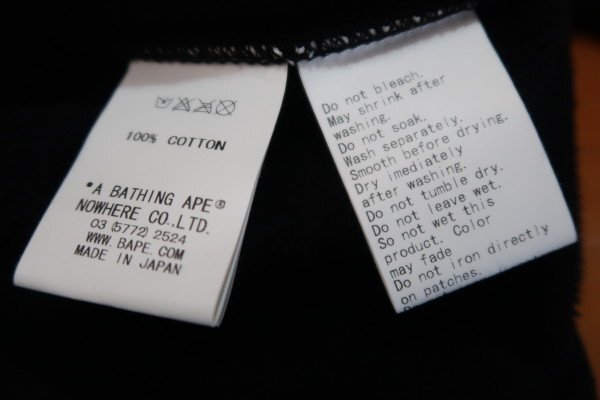 100% COTTON
*A BATHING APE®
NOWHERE CO.,LTD.
03 (5772) 2524
WWW. BAPE. COM
MADE IN JAPAN
Do not bleach.
May shrink after
washing.
Do not soak.
Wash separately.
Smooth before drying.
Dry imediately
after washing.
Do not tumble dry.
Do not leave wet.
So not wet this
product. Color
may fade
Do not iron directly
on patches.